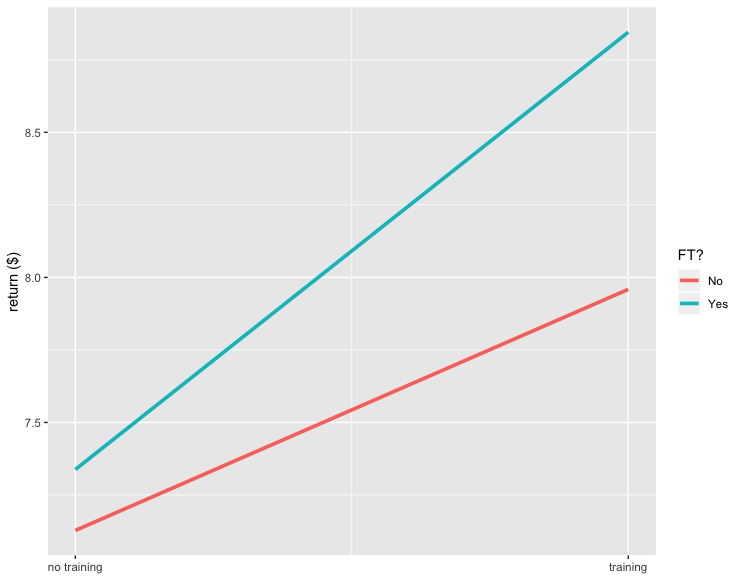 return ($)
8.5
8.0
7.5
no training
training
FT?
No
Yes